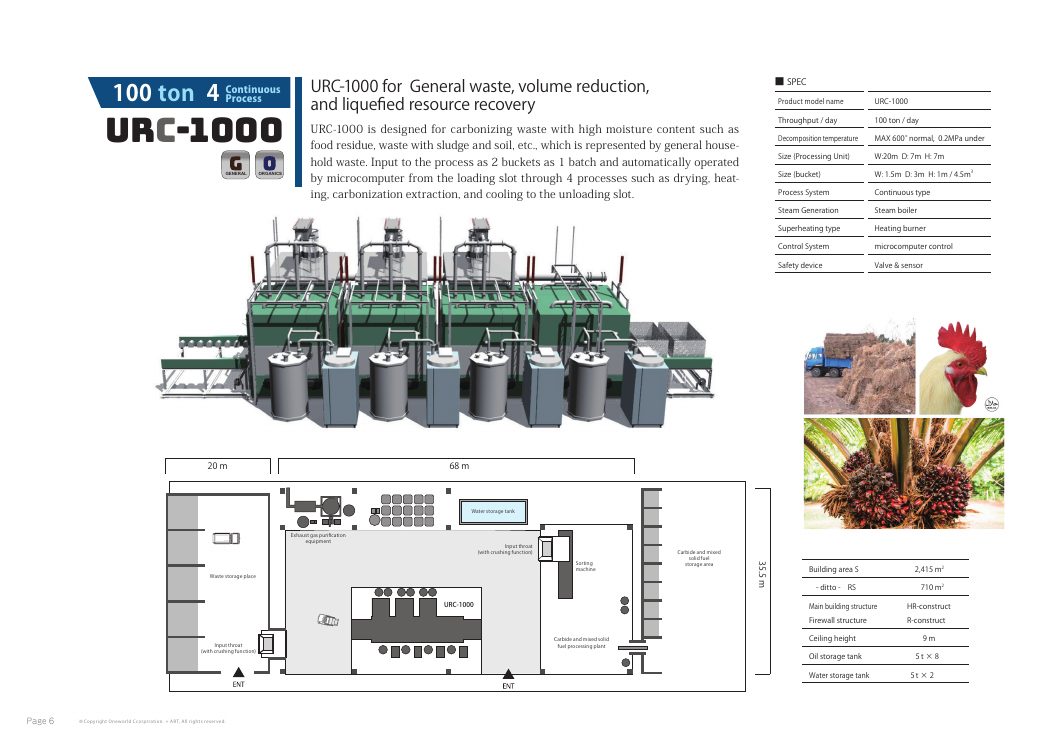 100 ton 4 Continuous Process
URC-1000
G GENERAL
O ORGANICS
URC-1000 for General waste, volume reduction,
and liquefied resource recovery
URC-1000 is designed for carbonizing waste with high moisture content such as
food residue, waste with sludge and soil, etc., which is represented by general house-
hold waste. Input to the process as 2 buckets as 1 batch and automatically operated
by microcomputer from the loading slot through 4 processes such as drying, heat-
ing, carbonization extraction, and cooling to the unloading slot.
■ SPEC
Product model name URC-1000
Throughput / day 100 ton / day
Decomposition temperature MAX 600° normal, 0.2MPa under
Size (Processing Unit) W:20m D: 7m H: 7m
Size (bucket) W: 1.5m D: 3m H: 1m / 4.5m³
Process System Continuous type
Steam Generation Steam boiler
Superheating type Heating burner
Control System microcomputer control
Safety device Valve & sensor
20 m
68 m
35.5 m
Exhaust gas purification
equipment
Water storage tank
Input throat
(with crushing function)
Sorting
machine
Carbide and mixed
solid fuel
storage area
Waste storage place
URC-1000
Input throat
(with crushing function)
Carbide and mixed solid
fuel processing plant
ENT
ENT
Building area S 2,415 m²
- ditto - RS 710 m²
Main building structure HR-construct
Firewall structure R-construct
Ceiling height 9 m
Oil storage tank 5 t × 8
Water storage tank 5 t × 2
Page 6